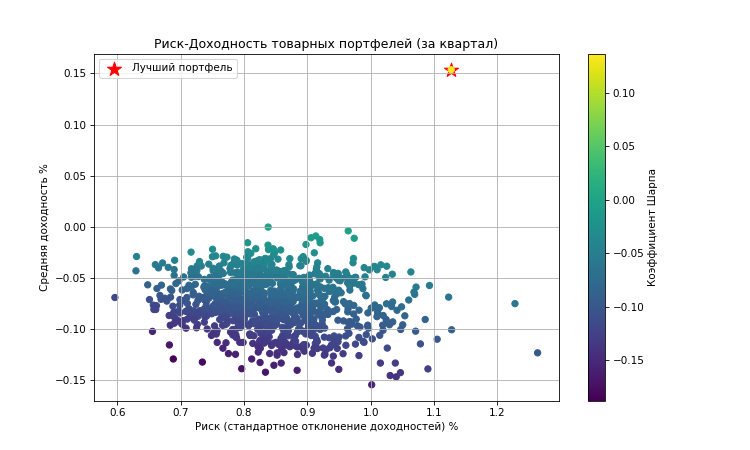 Риск-Доходность товарных портфелей (за квартал)
Лучший портфель
Средняя доходность %
0.15
0.10
0.05
0.00
−0.05
−0.10
−0.15
0.6 0.7 0.8 0.9 1.0 1.1 1.2
Риск (стандартное отклонение доходностей) %
0.10
0.05
0.00
−0.05
−0.10
−0.15
Коэффициент Шарпа